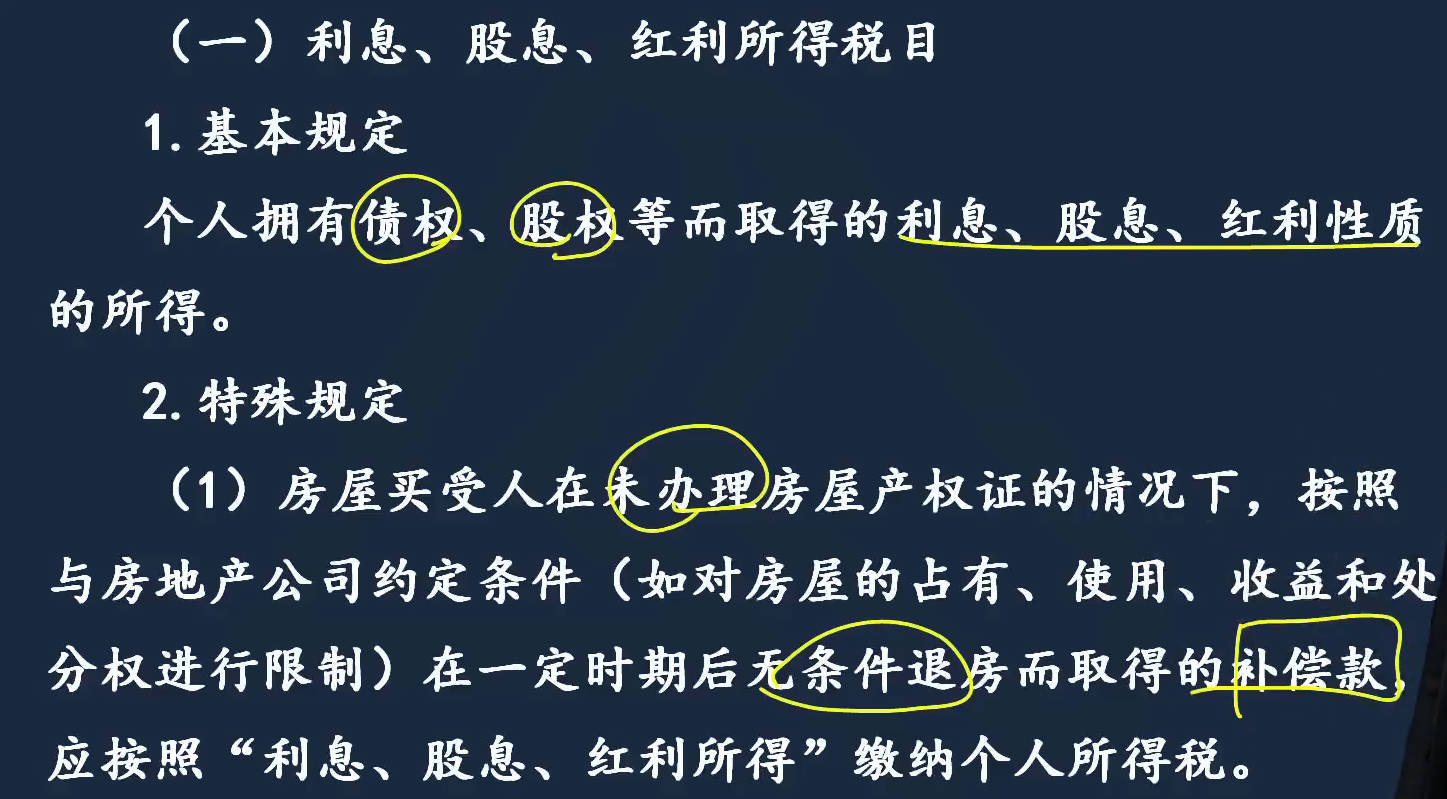 （一）利息、股息、红利所得税目
1.基本规定
个人拥有债权、股权等而取得的利息、股息、红利性质
的所得。
2.特殊规定
（1）房屋买受人在未办理房屋产权证的情况下，按照
与房地产公司约定条件（如对房屋的占有、使用、收益和处
分权进行限制）在一定时期后无条件退房而取得的补偿款，
应按照“利息、股息、红利所得”缴纳个人所得税。